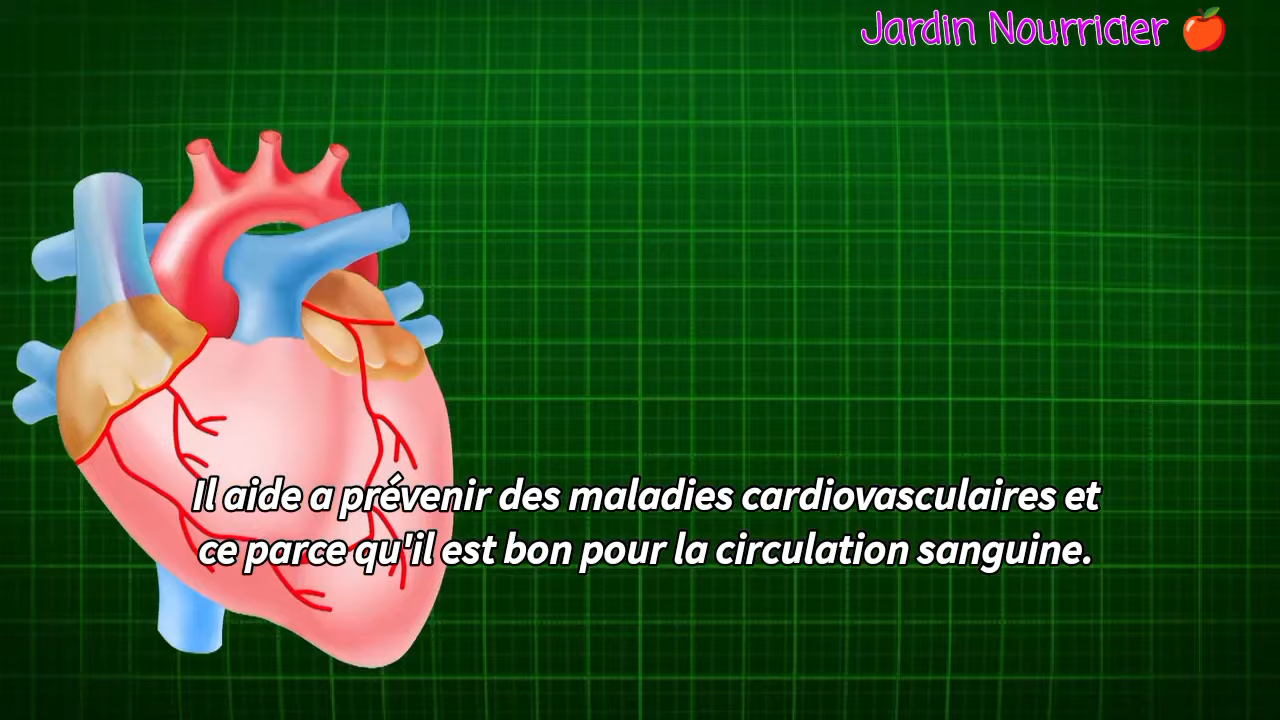 Jardin Nourricier 🍎
Il aide a prévenir des maladies cardiovasculaires et
ce parce qu'il est bon pour la circulation sanguine.